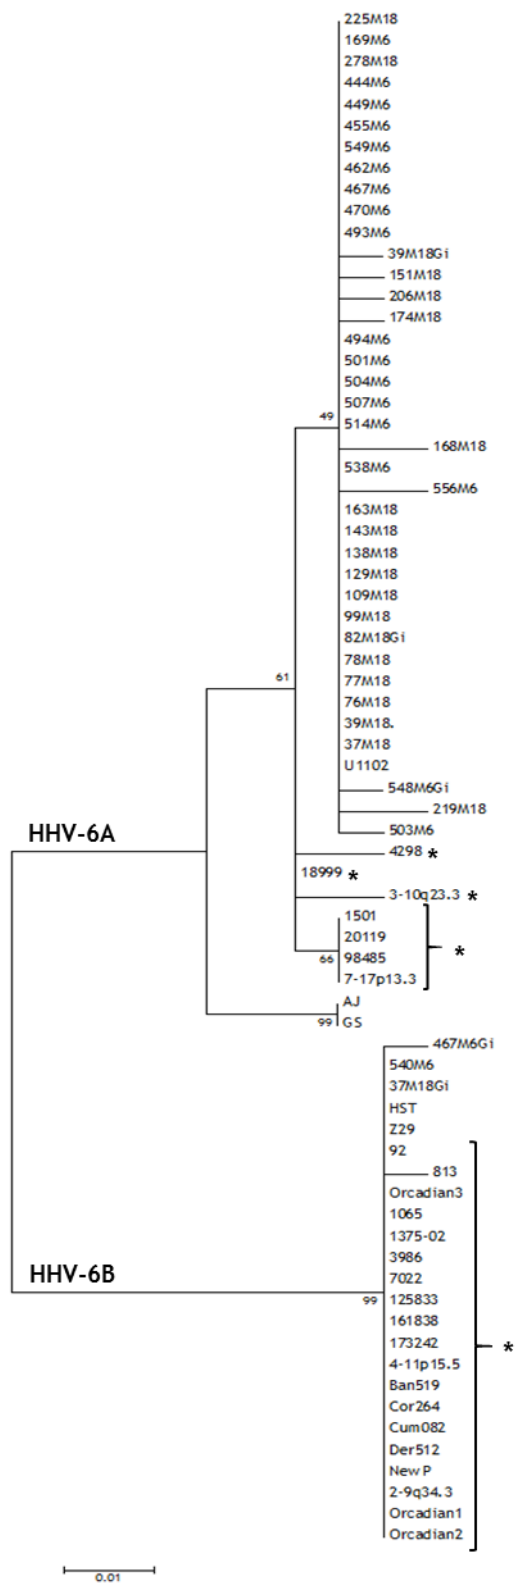 225M18
169M6
278M18
444M6
449M6
455M6
549M6
462M6
467M6
470M6
493M6
39M18Gi
151M18
206M18
174M18
494M6
501M6
504M6
507M6
49
514M6
168M18
538M6
556M6
163M18
143M18
138M18
129M18
109M18
99M18
82M18Gi
78M18
61
77M18
76M18
39M18.
37M18
U1102
548M6Gi
219M18
HHV-6A
503M6
4298 *
18999 *
3-10q23.3 *
1501
20119
*
66
98485
7-17p13.3
AJ
99
GS
467M6Gi
540M6
37M18Gi
HST
Z29
92
813
Orcadian3
1065
1375-02
3986
HHV-6B
7022
99
125833
161838
173242
*
4-11p15.5
Ban519
Cor264
Cum082
Der512
New P
2-9q34.3
Orcadian1
Orcadian2
0.01